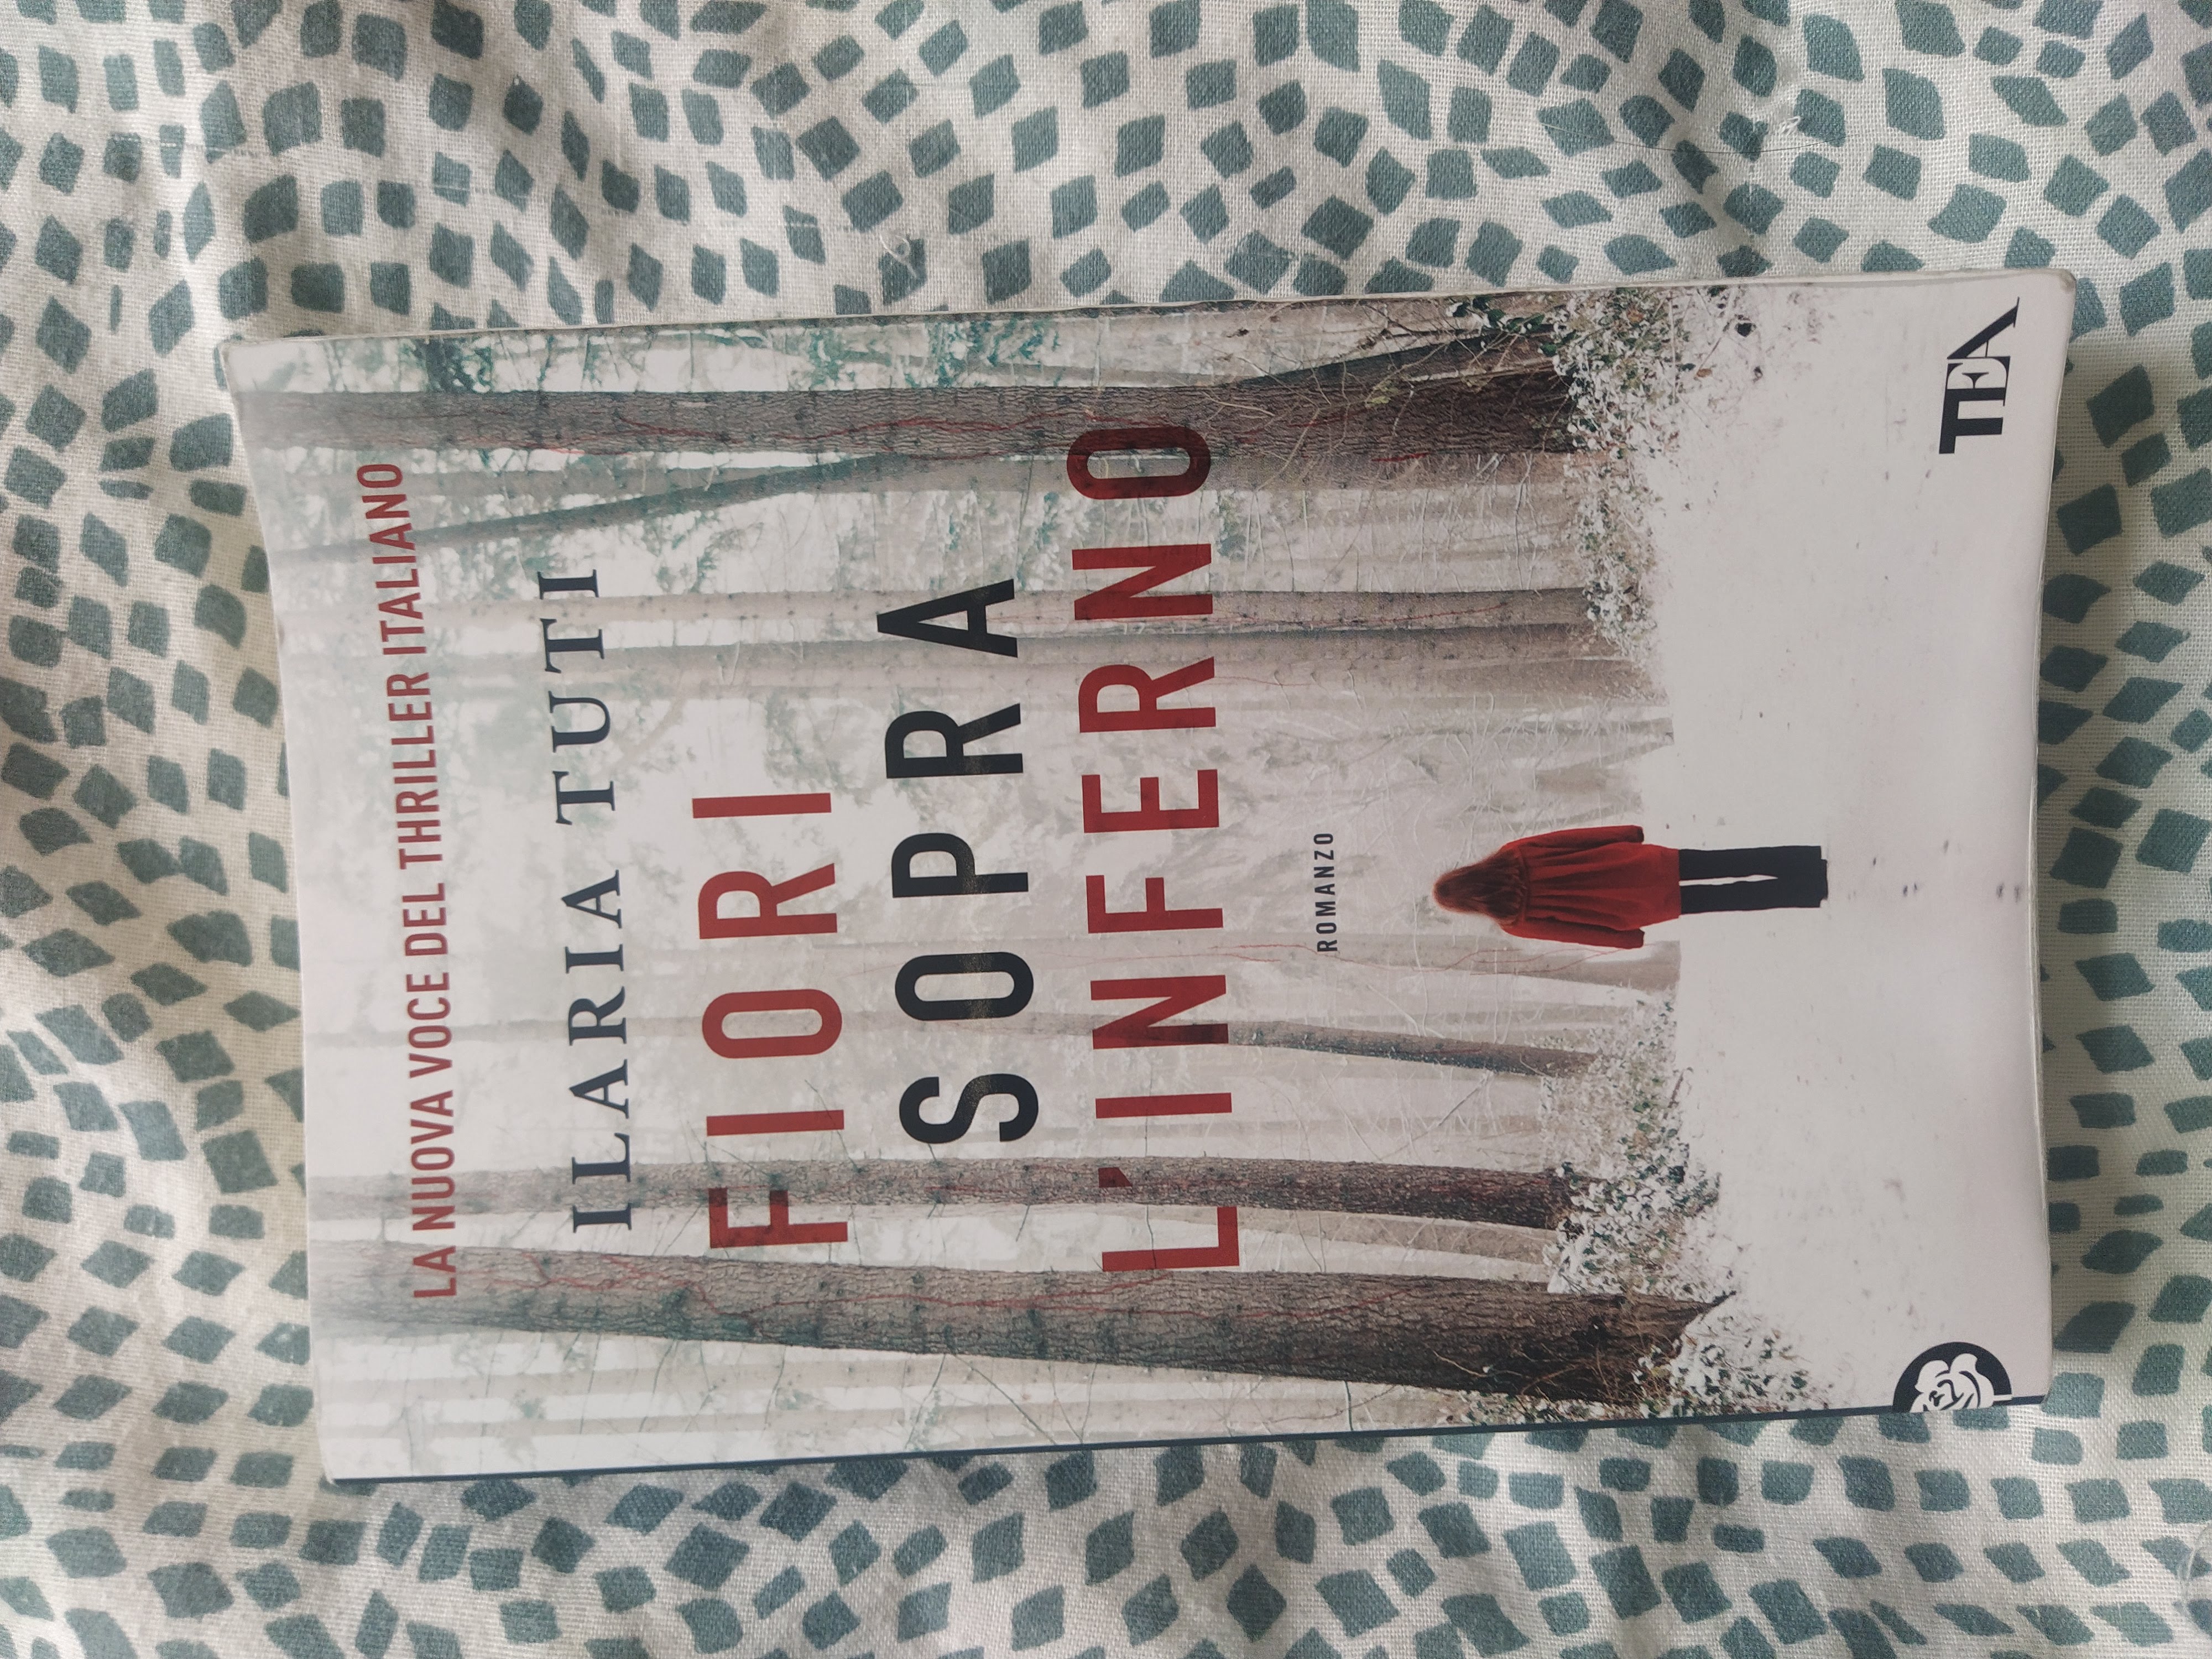 LA NUOVA VOCE DEL THRILLER ITALIANO
ILARIA TUTI
FIORI
SOPRA
L'INFERNO
ROMANZO
TEA